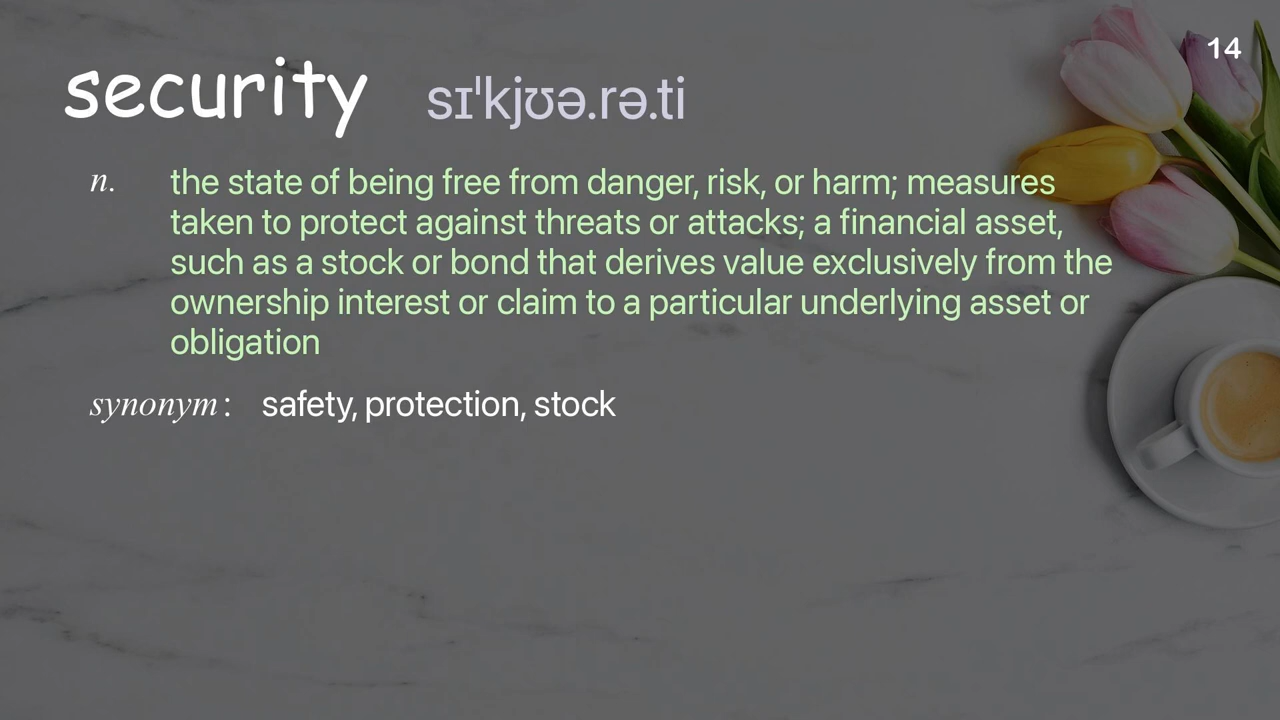 14
security sɪˈkjʊə.rə.ti
n. the state of being free from danger, risk, or harm; measures
taken to protect against threats or attacks; a financial asset,
such as a stock or bond that derives value exclusively from the
ownership interest or claim to a particular underlying asset or
obligation
synonym : safety, protection, stock